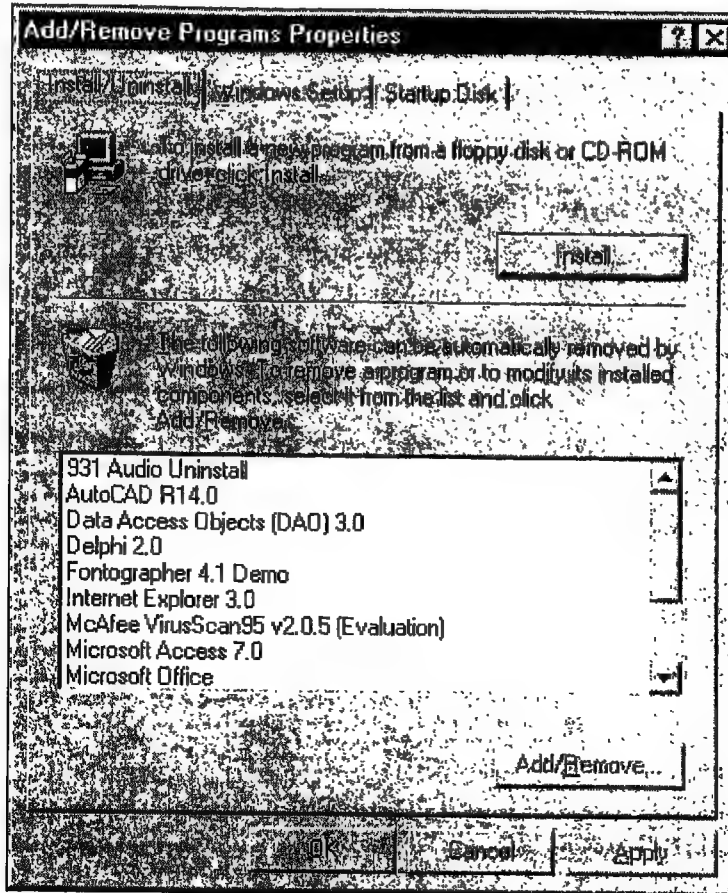 Add/Remove Programs Properties
Install/Uninstall Windows Setup Startup Disk
To install a new program from a floppy disk or CD-ROM
drive, click Install.
Install...
The following software can be automatically removed by
Windows. To remove a program or to modify its installed
components, select it from the list and click
Add/Remove.
931 Audio Uninstall
AutoCAD R14.0
Data Access Objects (DAO) 3.0
Delphi 2.0
Fontographer 4.1 Demo
Internet Explorer 3.0
McAfee VirusScan95 v2.0.5 (Evaluation)
Microsoft Access 7.0
Microsoft Office
Add/Remove...
OK Cancel Apply